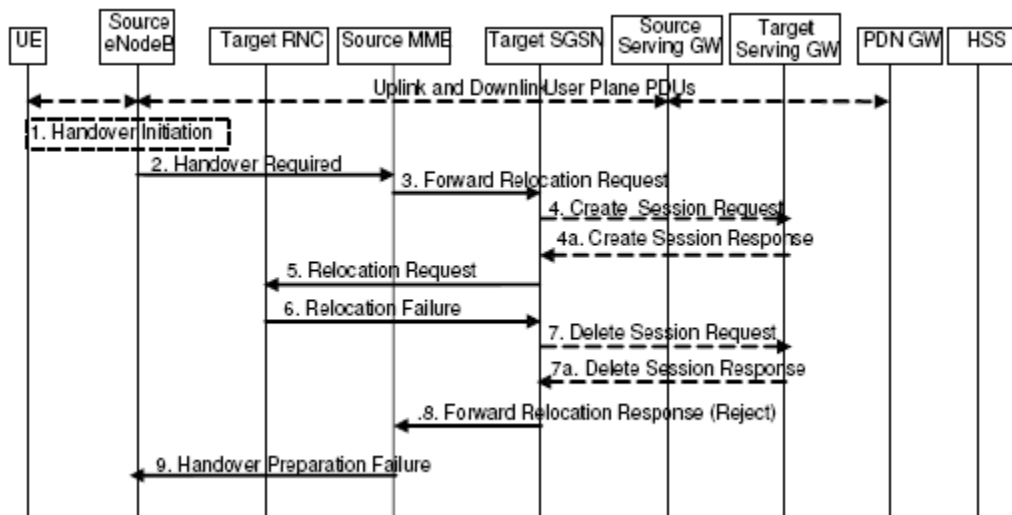 UE
Source
eNodeB
Target RNC
Source MME
Target SGSN
Source
Serving GW
Target
Serving GW
PDN GW
HSS
Uplink and Downlink User Plane PDUs
1. Handover Initiation
2. Handover Required
3. Forward Relocation Request
4. Create Session Request
4a. Create Session Response
5. Relocation Request
6. Relocation Failure
7. Delete Session Request
7a. Delete Session Response
.8. Forward Relocation Response (Reject)
9. Handover Preparation Failure